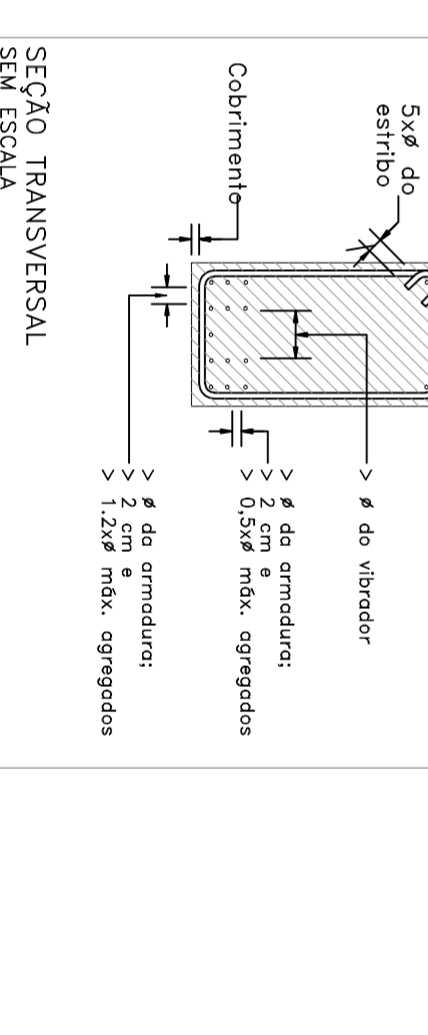 5xø do
estribo
Cobrimento
> ø do vibrador
> ø da armadura;
> 2 cm e
> 0,5xø máx. agregados
> ø da armadura;
> 2 cm e
> 1.2xø máx. agregados
SEÇÃO TRANSVERSAL
SEM ESCALA